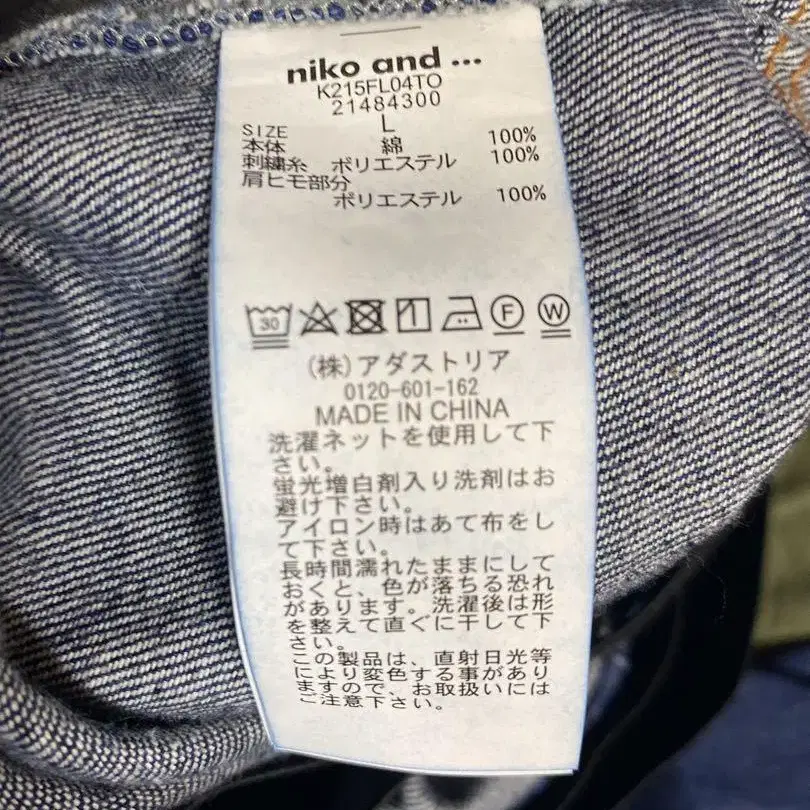 niko and ...
K215FL04TO
21484300
SIZE L
本体 綿 100%
刺繍糸 ポリエステル 100%
肩ヒモ部分
ポリエステル 100%
30 F W
(株)アダストリア
0120-601-162
MADE IN CHINA
洗濯ネットを使用して下
さい。
蛍光増白剤入り洗剤はお
避け下さい。
アイロン時はあて布をし
て下さい。
長時間濡れたままにして
おくと、色が落ちる恐れ
があります。洗濯後は形
を整えて直ぐに干して下
さい。
この製品は、直射日光等
により変色する事があり
ますので、お取扱いには
ご注意下さい。